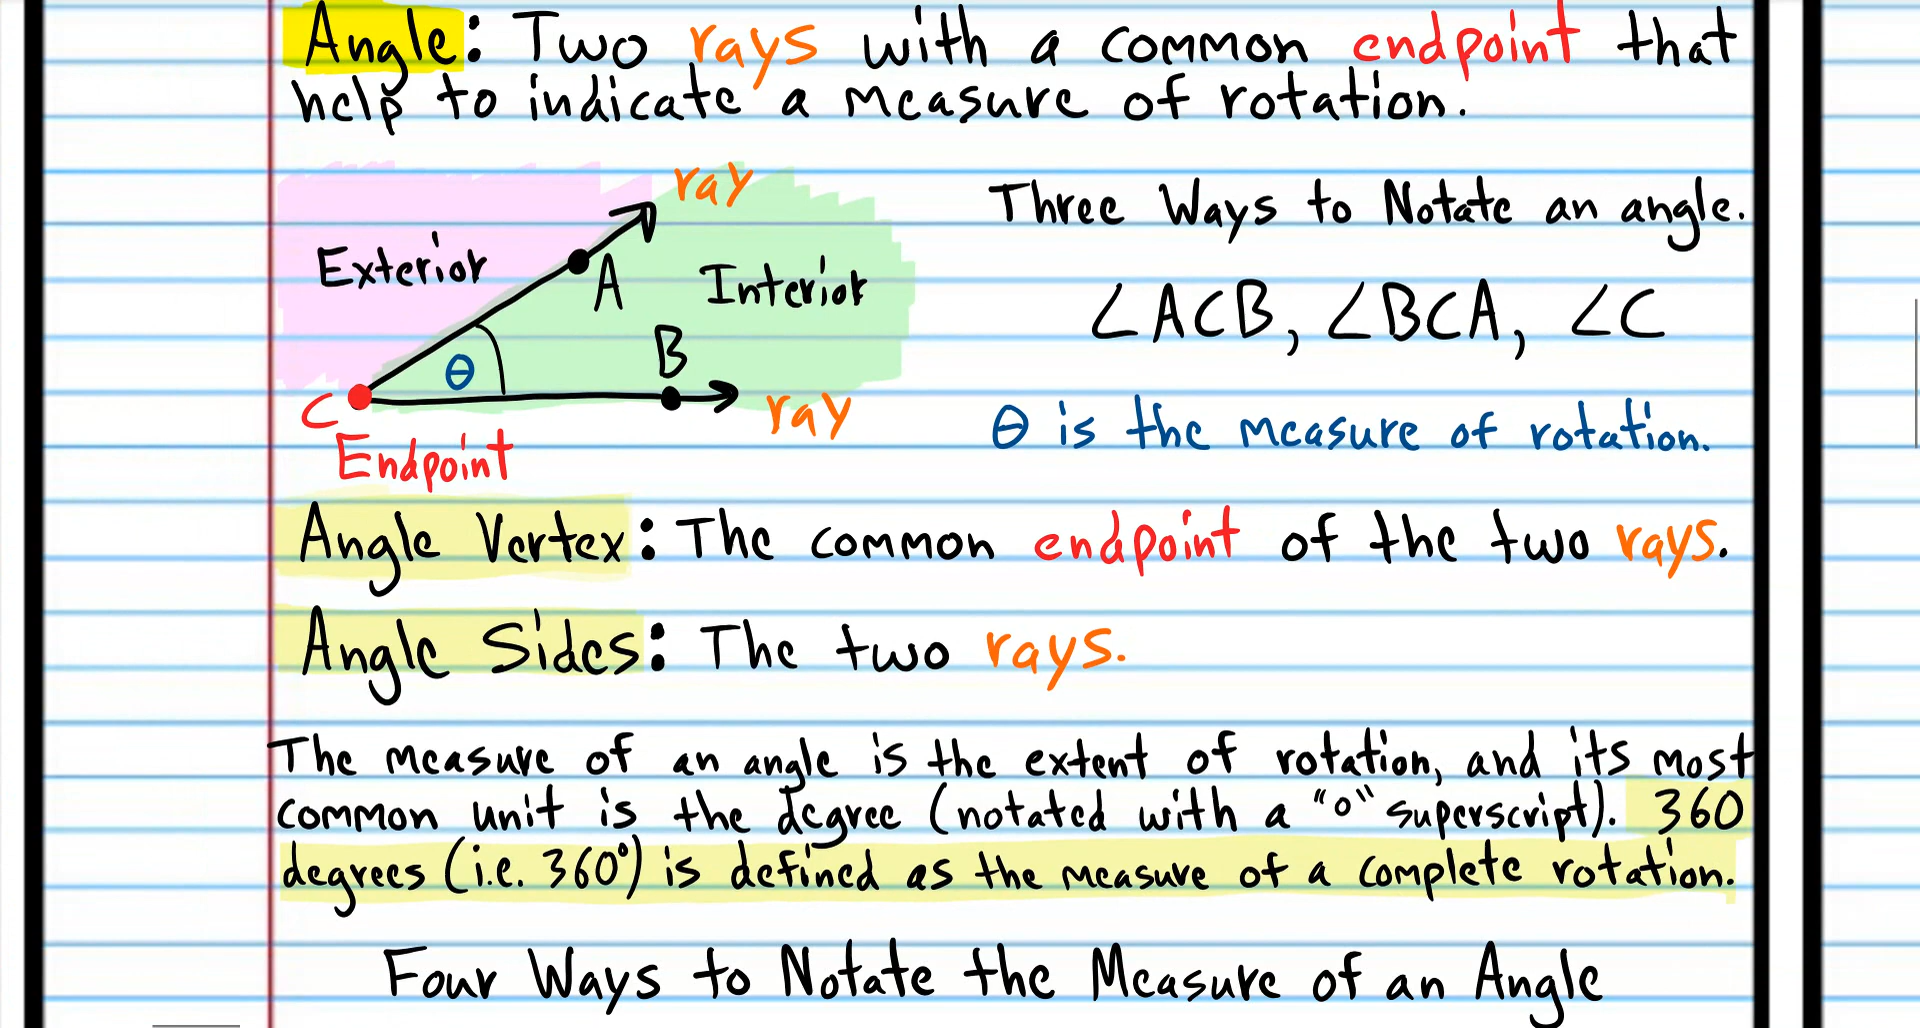 Angle: Two rays with a common endpoint that
help to indicate a measure of rotation.
ray
Three Ways to Notate an angle.
Exterior
A
Interior
∠ACB, ∠BCA, ∠C
B
θ
C
ray
θ is the measure of rotation.
Endpoint
Angle Vertex: The common endpoint of the two rays.
Angle Sides: The two rays.
The measure of an angle is the extent of rotation, and its most
common unit is the degree (notated with a "o" superscript). 360
degrees (i.e. 360°) is defined as the measure of a complete rotation.
Four Ways to Notate the Measure of an Angle